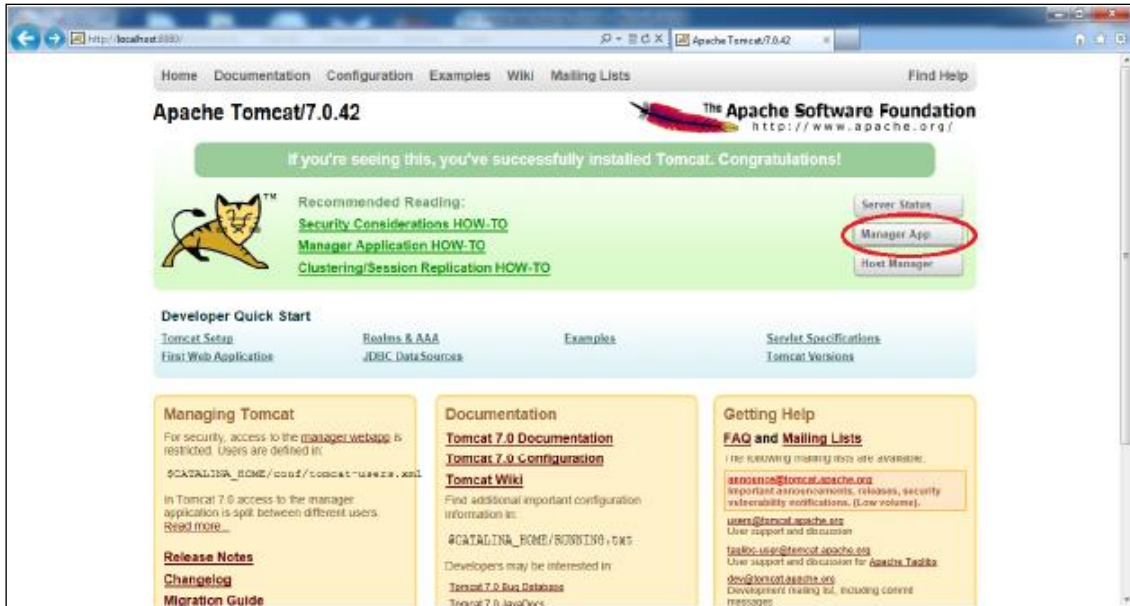 http://localhost:8080/
Apache Tomcat/7.0.42
Home Documentation Configuration Examples Wiki Mailing Lists Find Help
Apache Tomcat/7.0.42
The Apache Software Foundation
http://www.apache.org/
If you're seeing this, you've successfully installed Tomcat. Congratulations!
TM
Recommended Reading:
Security Considerations HOW-TO
Manager Application HOW-TO
Clustering/Session Replication HOW-TO
Server Status
Manager App
Host Manager
Developer Quick Start
Tomcat Setup
First Web Application
Realms & AAA
JDBC DataSources
Examples
Servlet Specifications
Tomcat Versions
Managing Tomcat
For security, access to the manager webapp is
restricted. Users are defined in:
$CATALINA_HOME/conf/tomcat-users.xml
In Tomcat 7.0 access to the manager
application is split between different users.
Read more...
Release Notes
Changelog
Migration Guide
Documentation
Tomcat 7.0 Documentation
Tomcat 7.0 Configuration
Tomcat Wiki
Find additional important configuration
information in:
$CATALINA_HOME/RUNNING.txt
Developers may be interested in:
Tomcat 7.0 Bug Database
Tomcat 7.0 JavaDocs
Getting Help
FAQ and Mailing Lists
The following mailing lists are available:
announce@tomcat.apache.org
Important announcements, releases, security
vulnerability notifications. (Low volume).
users@tomcat.apache.org
User support and discussion
taglibs-user@tomcat.apache.org
User support and discussion for Apache Taglibs
dev@tomcat.apache.org
Development mailing list, including commit
messages